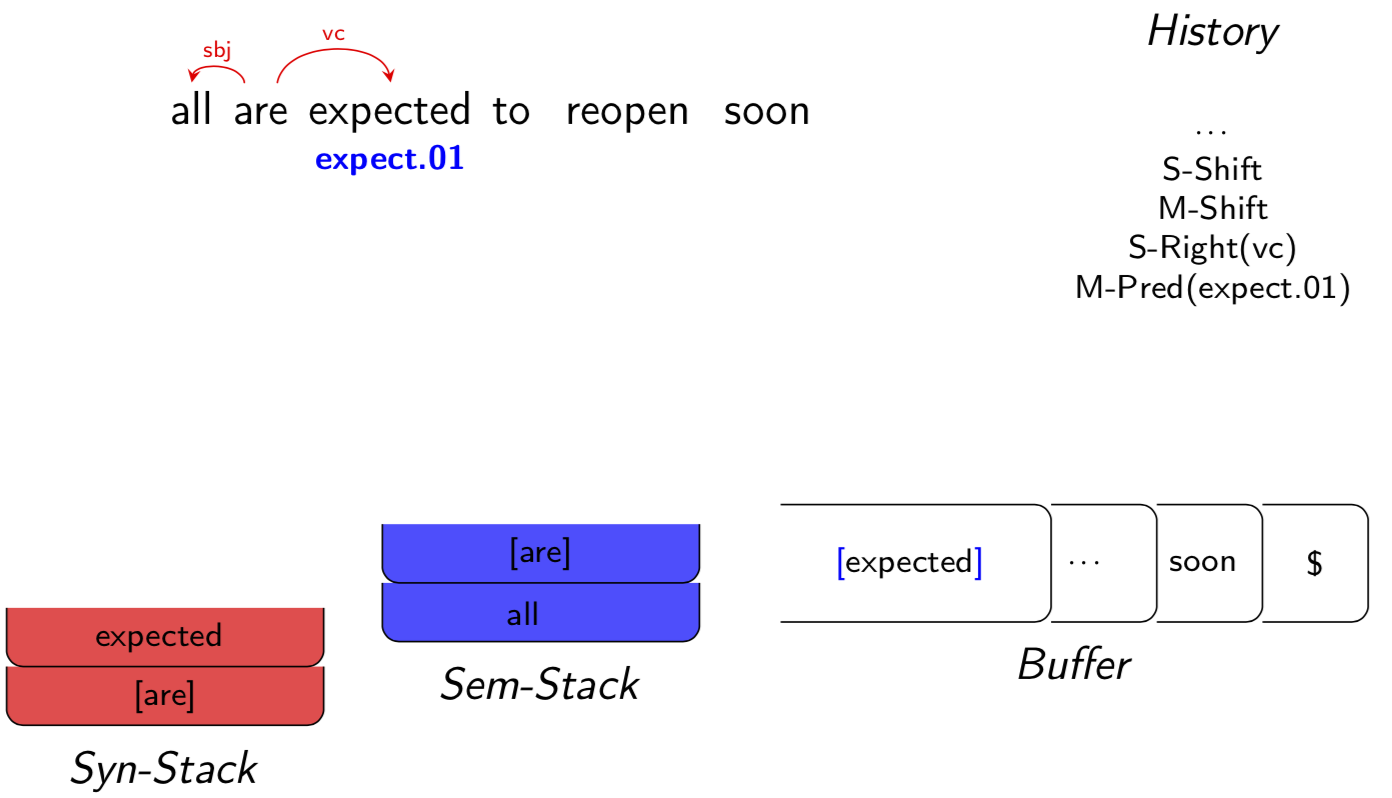 History
sbj vc
all are expected to reopen soon
expect.01
...
S-Shift
M-Shift
S-Right(vc)
M-Pred(expect.01)
[are]
all
Sem-Stack
expected
[are]
Syn-Stack
[expected] ... soon $
Buffer